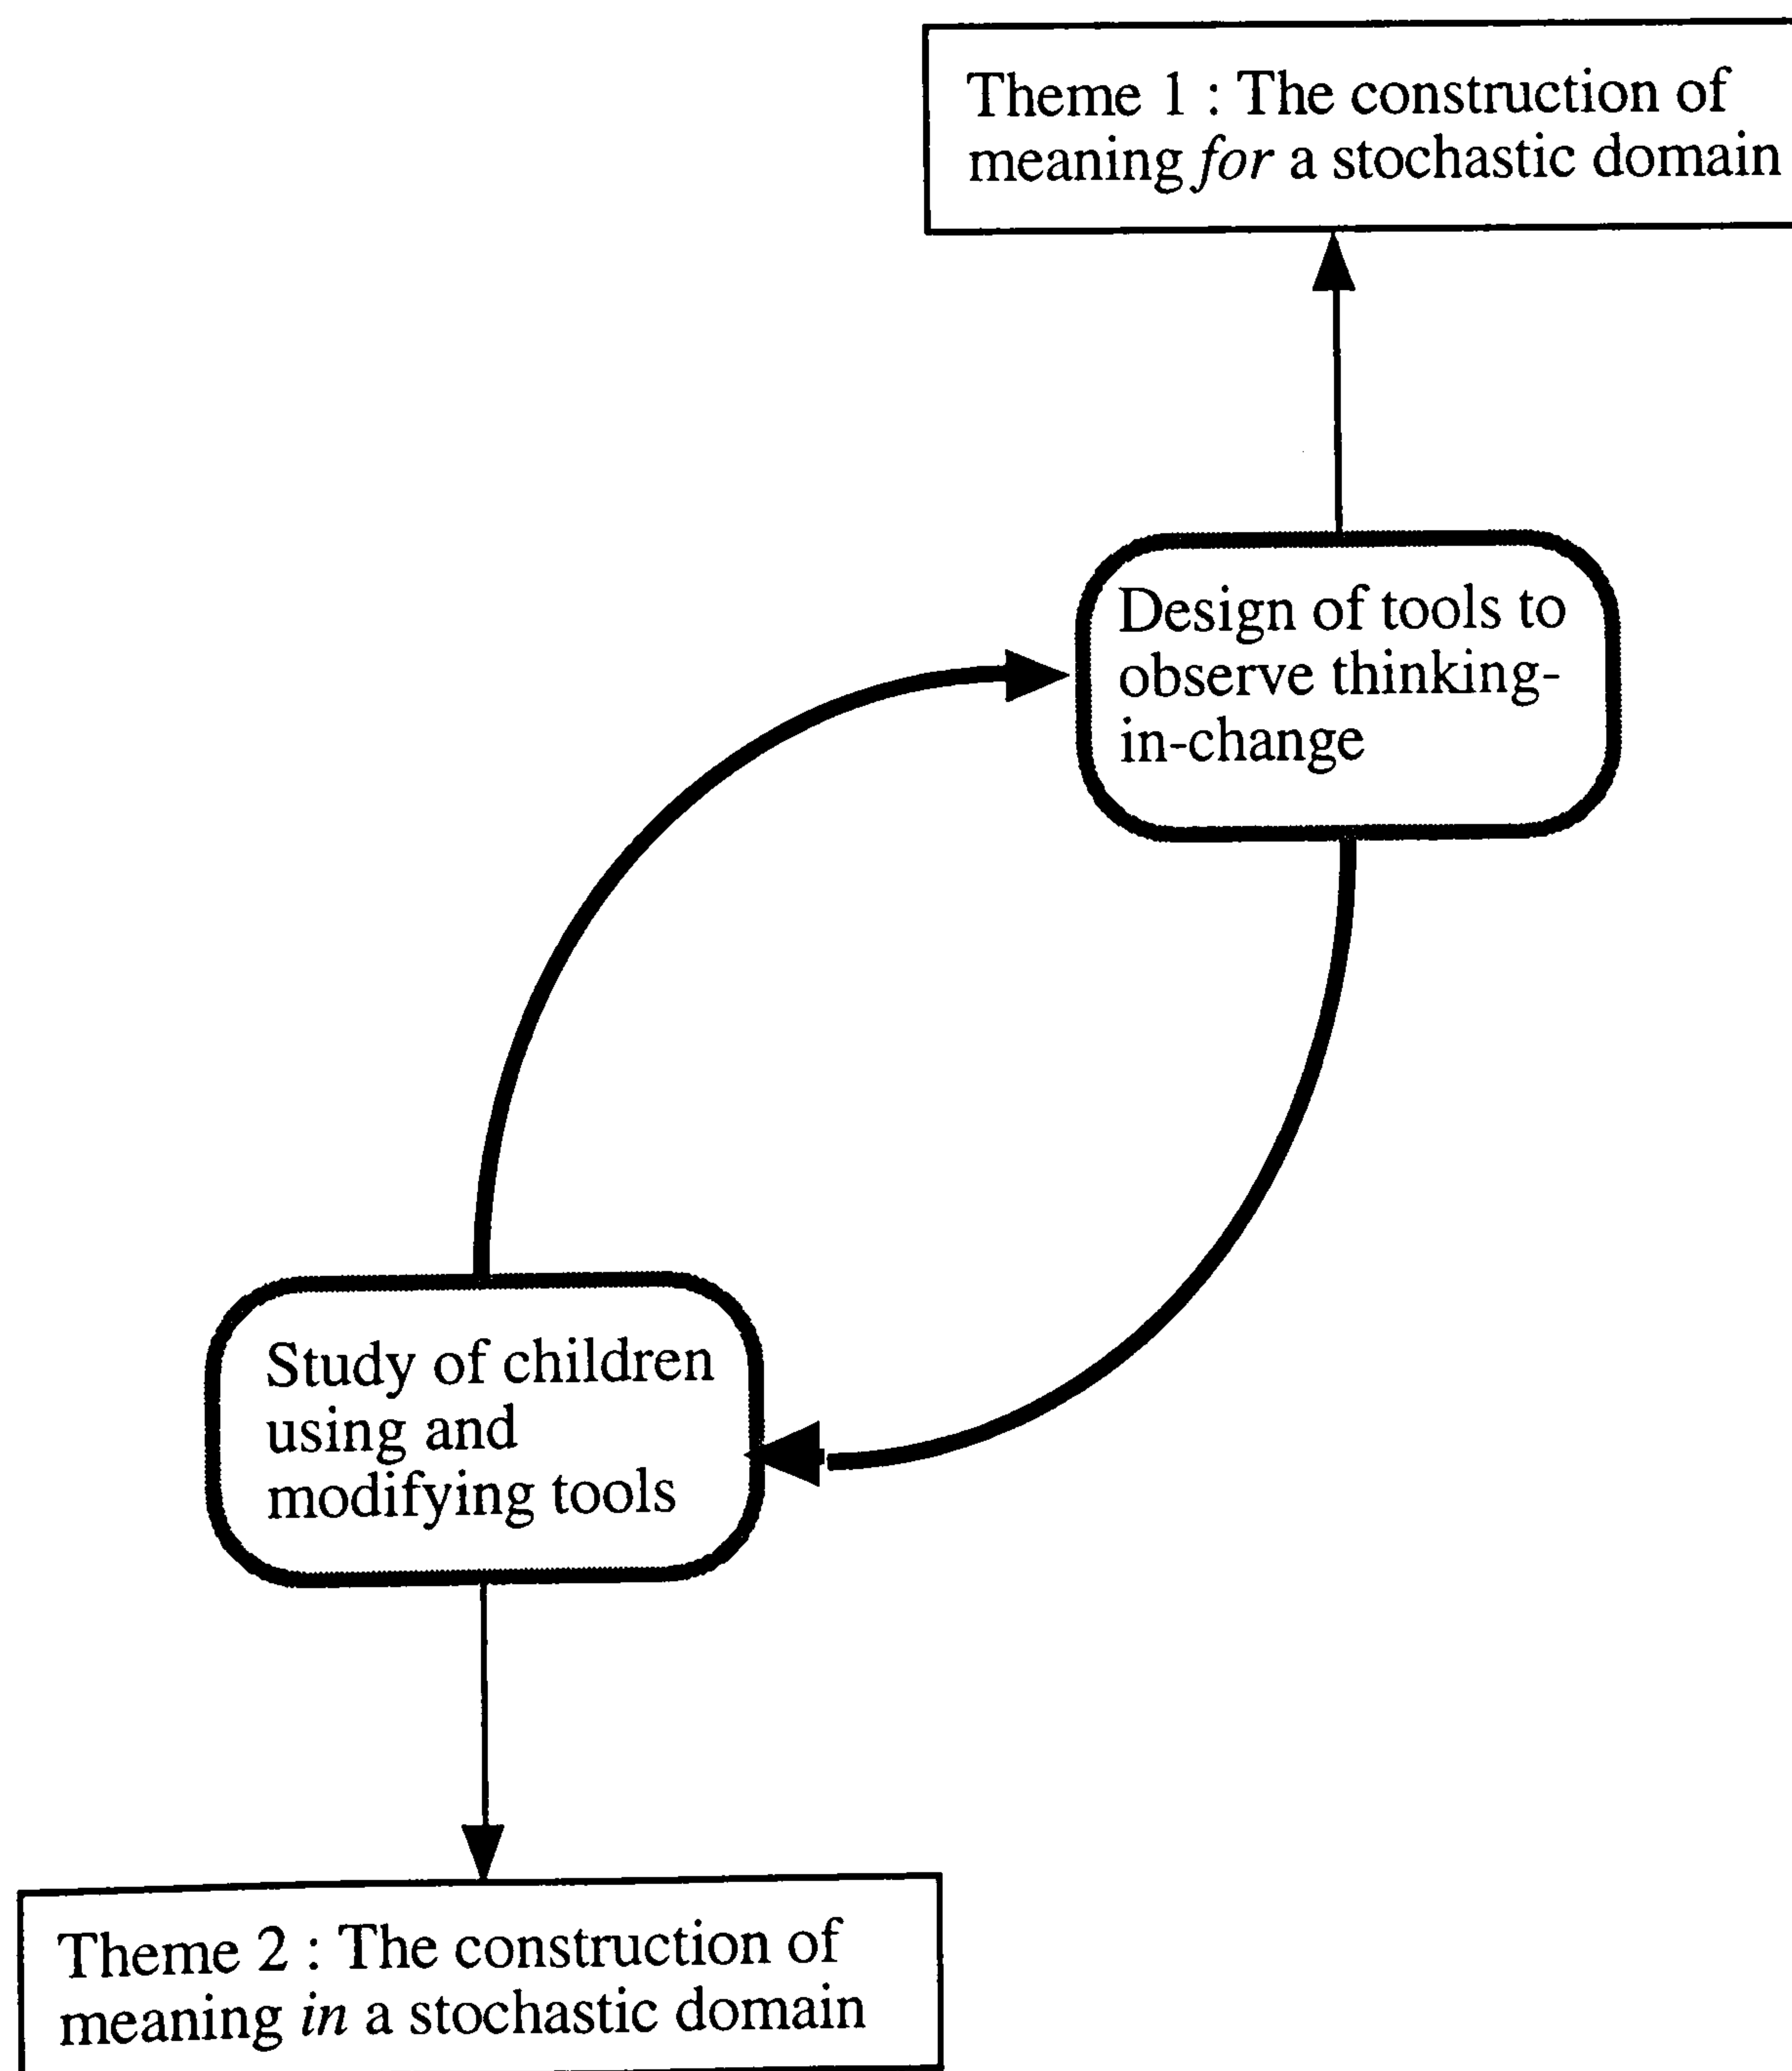 Theme 1 : The construction of
meaning for a stochastic domain
Design of tools to
observe thinking-
in-change
Study of children
using and
modifying tools
Theme 2 : The construction of
meaning in a stochastic domain